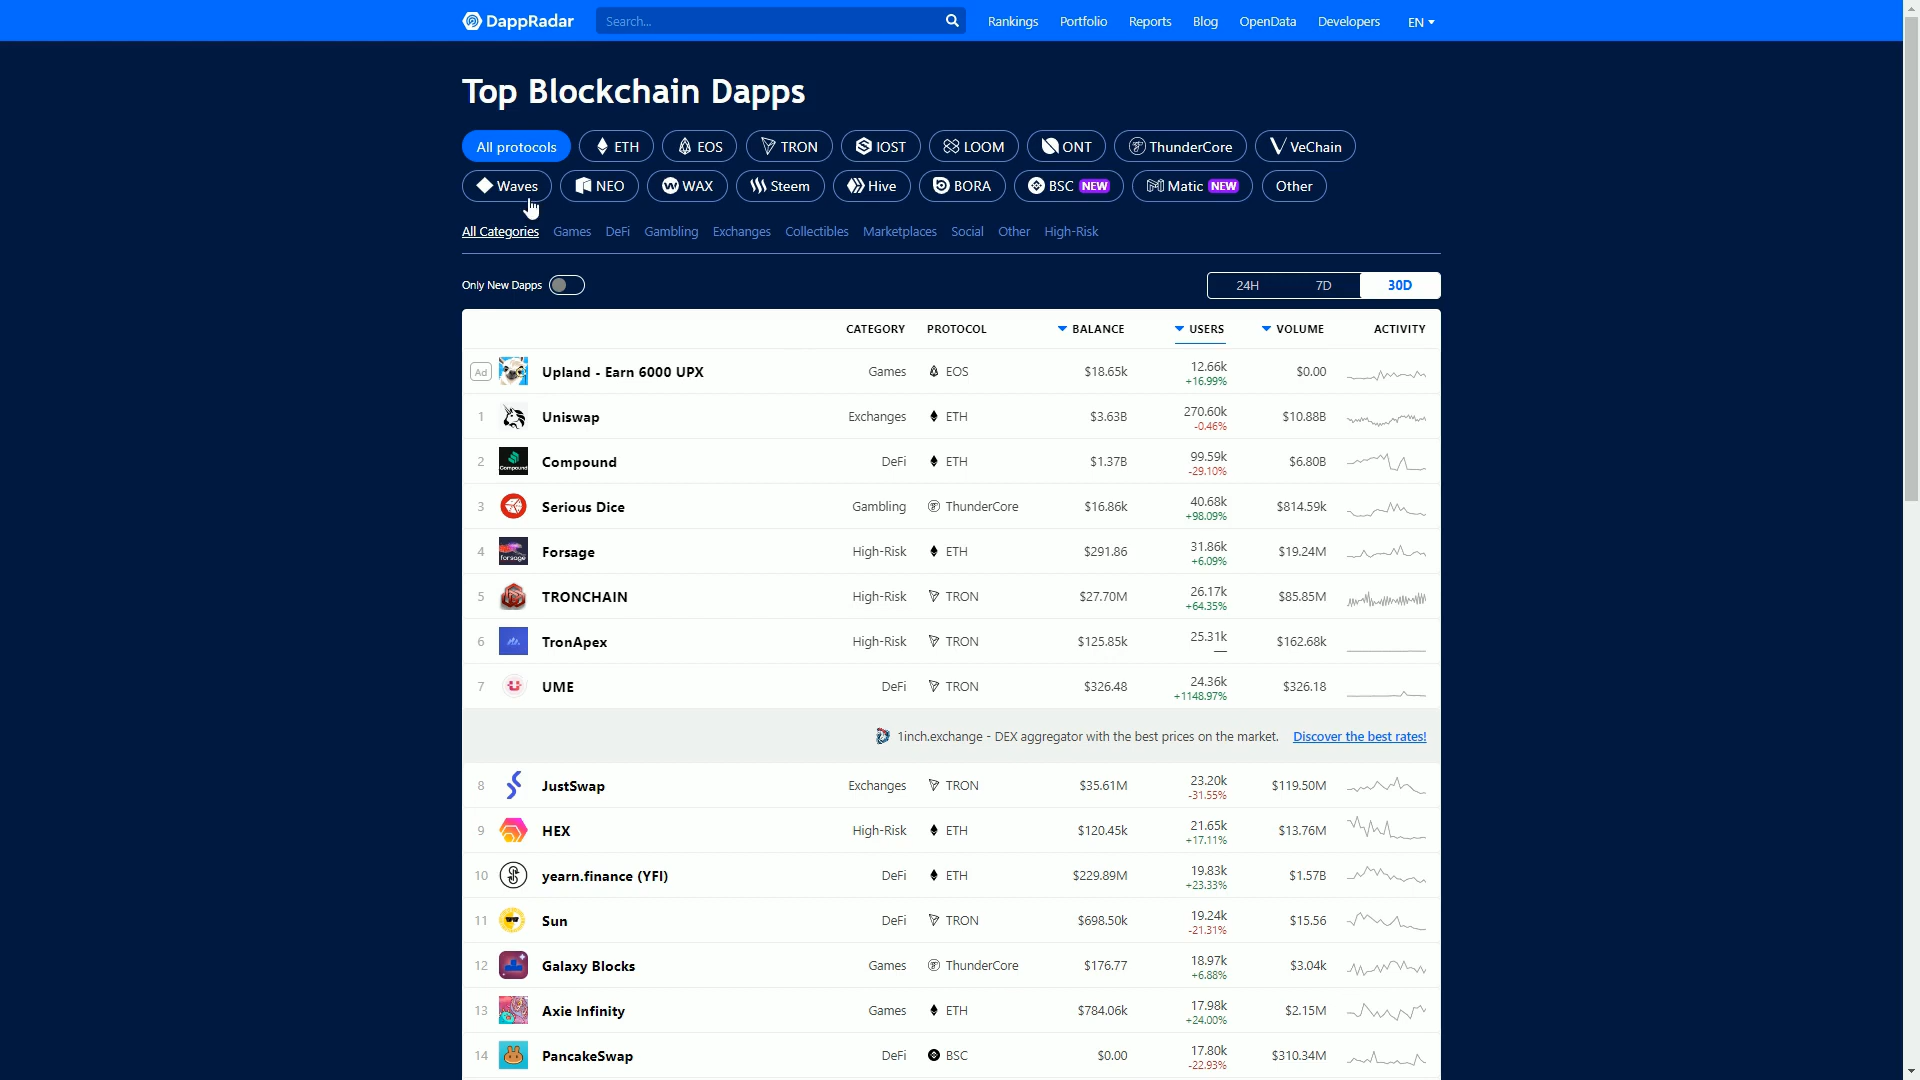 DappRadar Search... Rankings Portfolio Reports Blog OpenData Developers EN
Top Blockchain Dapps
All protocols ETH EOS TRON IOST LOOM ONT ThunderCore VeChain
Waves NEO WAX Steem Hive BORA BSC NEW Matic NEW Other
All Categories Games DeFi Gambling Exchanges Collectibles Marketplaces Social Other High-Risk
Only New Dapps 24H 7D 30D
CATEGORY PROTOCOL BALANCE USERS VOLUME ACTIVITY
Ad Upland - Earn 6000 UPX Games EOS $18.65k 12.66k $0.00
+16.99%
1 Uniswap Exchanges ETH $3.63B 270.60k $10.88B
-0.46%
2 Compound DeFi ETH $1.37B 99.59k $6.80B
-29.10%
3 Serious Dice Gambling ThunderCore $16.86k 40.68k $814.59k
+98.09%
4 Forsage High-Risk ETH $291.86 31.86k $19.24M
+6.09%
5 TRONCHAIN High-Risk TRON $27.70M 26.17k $85.85M
+64.35%
6 TronApex High-Risk TRON $125.85k 25.31k $162.68k
—
7 UME DeFi TRON $326.48 24.36k $326.18
+1148.97%
1inch.exchange - DEX aggregator with the best prices on the market. Discover the best rates!
8 JustSwap Exchanges TRON $35.61M 23.20k $119.50M
-31.55%
9 HEX High-Risk ETH $120.45k 21.65k $13.76M
+17.11%
10 yearn.finance (YFI) DeFi ETH $229.89M 19.83k $1.57B
+23.33%
11 Sun DeFi TRON $698.50k 19.24k $15.56
-21.31%
12 Galaxy Blocks Games ThunderCore $176.77 18.97k $3.04k
+6.88%
13 Axie Infinity Games ETH $784.06k 17.98k $2.15M
+24.00%
14 PancakeSwap DeFi BSC $0.00 17.80k $310.34M
-22.93%